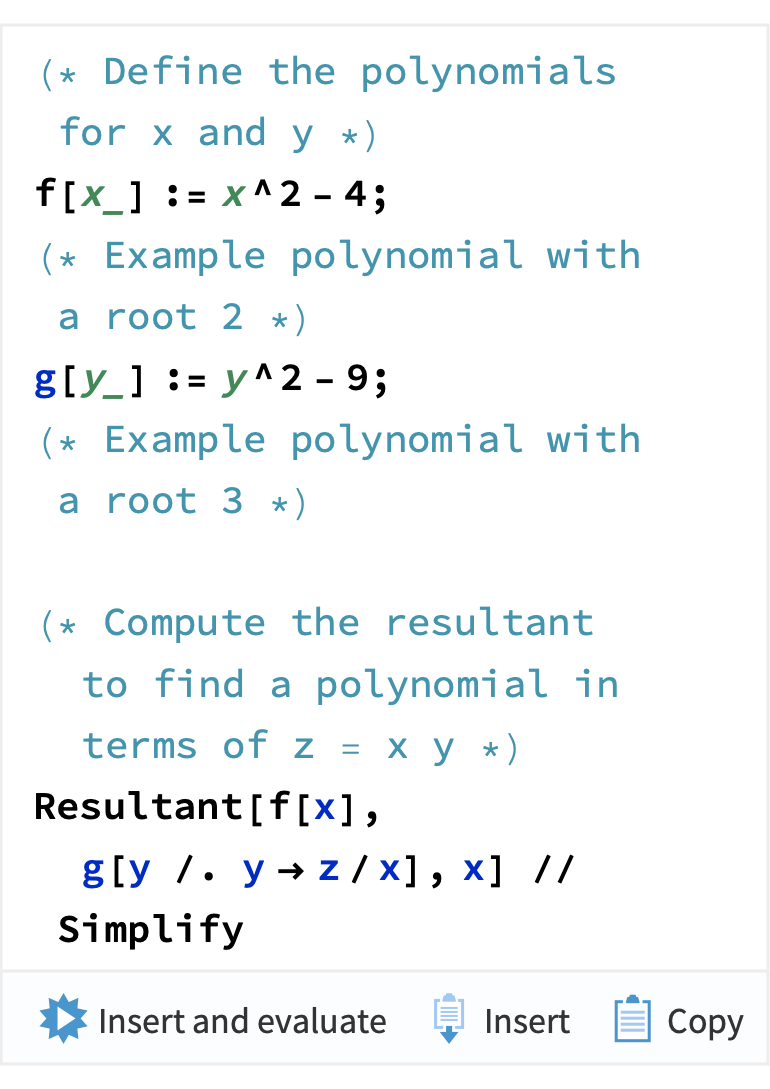 (* Define the polynomials
for x and y *)
f[x_] := x^2 - 4;
(* Example polynomial with
a root 2 *)
g[y_] := y^2 - 9;
(* Example polynomial with
a root 3 *)
(* Compute the resultant
to find a polynomial in
terms of z = x y *)
Resultant[f[x],
g[y /. y → z / x], x] //
Simplify
Insert and evaluate Insert Copy